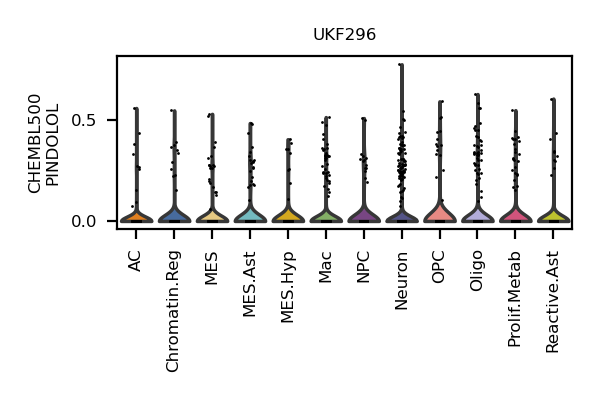 UKF296
CHEMBL500
PINDOLOL
0.5
0.0
AC
Chromatin.Reg
MES
MES.Ast
MES.Hyp
Mac
NPC
Neuron
OPC
Oligo
Prolif.Metab
Reactive.Ast